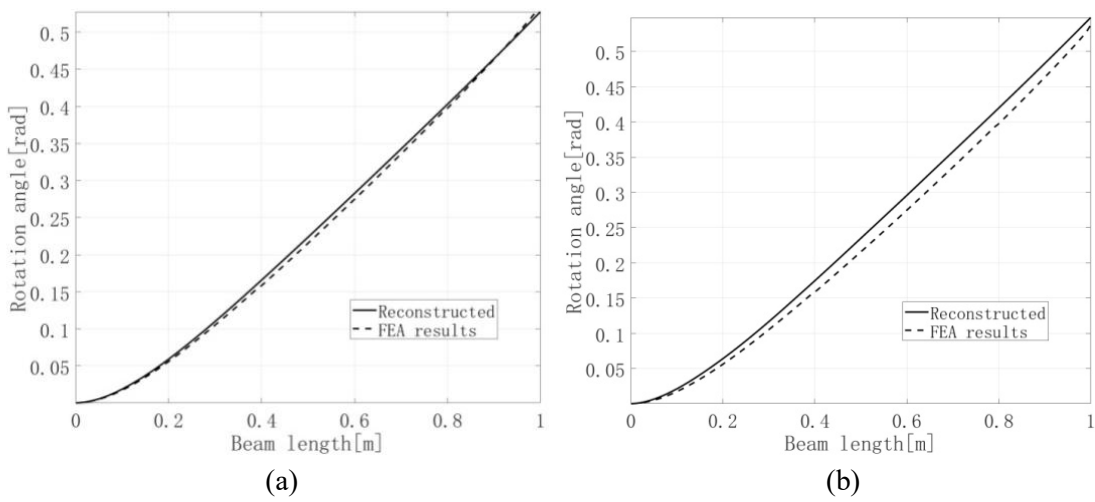 0.5
0.45
0.4
0.35
0.3
0.25
0.2
0.15
0.1
0.05
0 0.2 0.4 0.6 0.8 1
Rotation angle[rad]
Beam length[m]
Reconstructed
FEA results
(a)
0.5
0.45
0.4
0.35
0.3
0.25
0.2
0.15
0.1
0.05
0 0.2 0.4 0.6 0.8 1
Rotation angle[rad]
Beam length[m]
Reconstructed
FEA results
(b)